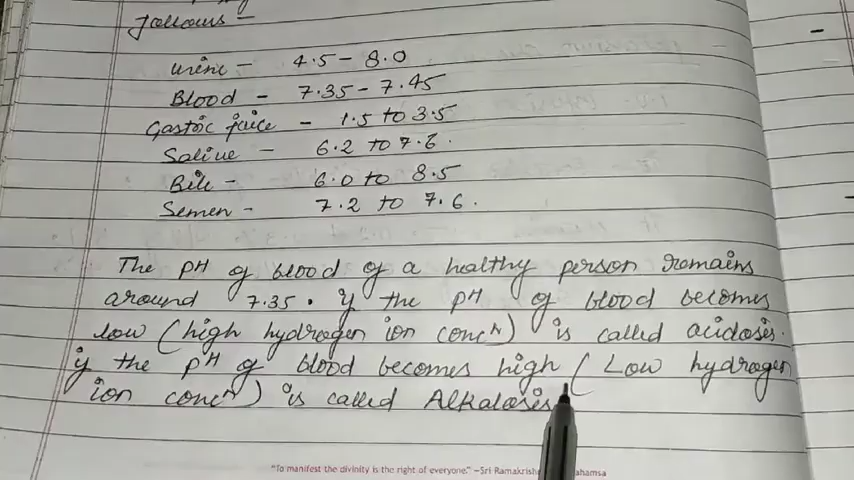 follows -
urine - 4.5 - 8.0
Blood - 7.35 - 7.45
Gastric juice - 1.5 to 3.5
Salive - 6.2 to 7.6.
Bile - 6.0 to 8.5
Semen - 7.2 to 7.6.
The pH of blood of a healthy person remains
around 7.35. if the pH of blood becomes
low (high hydrogen ion concⁿ) is called acidosis.
if the pH of blood becomes high (Low hydrogen
ion concⁿ) is called Alkalosis
"To manifest the divinity is the right of everyone." -Sri